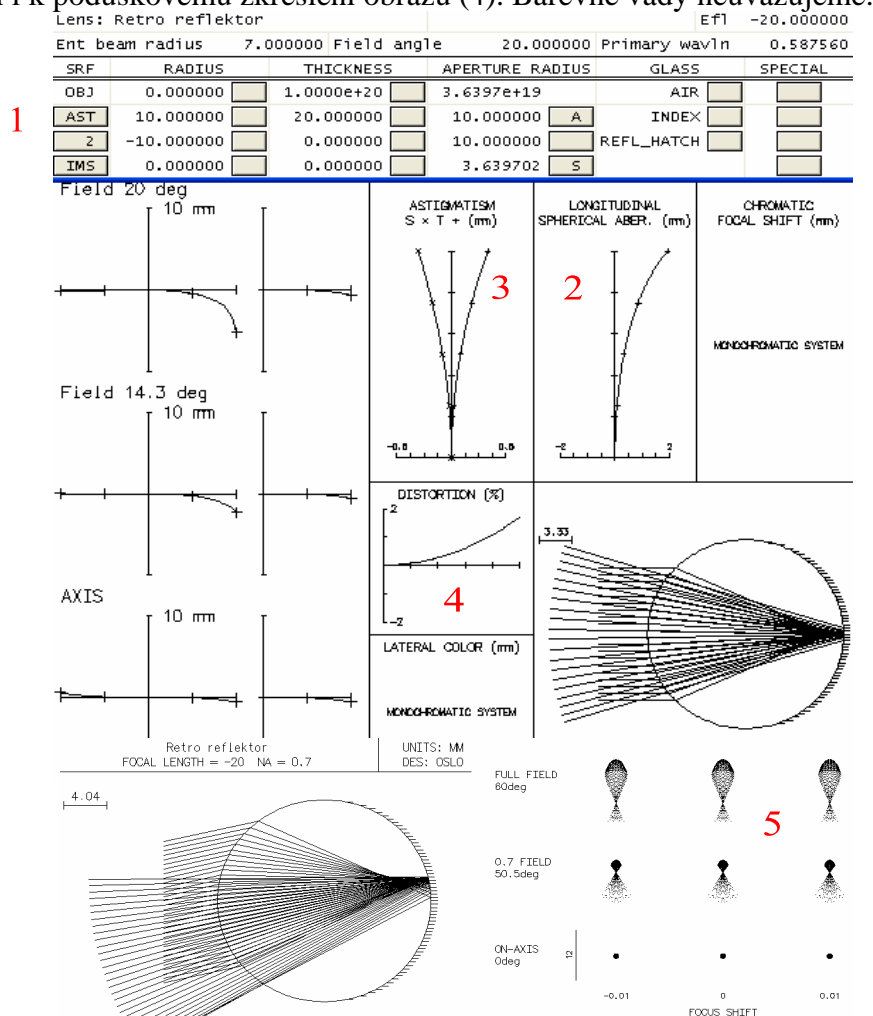 k poduškovému zkreslení obrazu (4). Barevné vady neuvažujeme.
Lens: Retro reflektor Efl -20.000000
Ent beam radius 7.000000 Field angle 20.000000 Primary wavln 0.587560
SRF RADIUS THICKNESS APERTURE RADIUS GLASS SPECIAL
OBJ 0.000000 1.0000e+20 3.6397e+19 AIR
1
AST 10.000000 20.000000 10.000000 A INDEX
2 -10.000000 0.000000 10.000000 REFL_HATCH
IMS 0.000000 0.000000 3.639702 S
Field 20 deg
10 mm
ASTIGMATISM
S × T + (mm)
LONGITUDINAL
SPHERICAL ABER. (mm)
CHROMATIC
FOCAL SHIFT (mm)
3
2
MONOCHROMATIC SYSTEM
Field 14.3 deg
10 mm
-2 2
DISTORTION (%)
2
-2
4
3.33
AXIS
10 mm
LATERAL COLOR (mm)
MONOCHROMATIC SYSTEM
Retro reflektor
FOCAL LENGTH = -20 NA = 0.7
UNITS: MM
DES: OSLO
4.04
FULL FIELD
60deg
5
0.7 FIELD
50.5deg
ON-AXIS
0deg
12
-0.01 0 0.01
FOCUS SHIFT